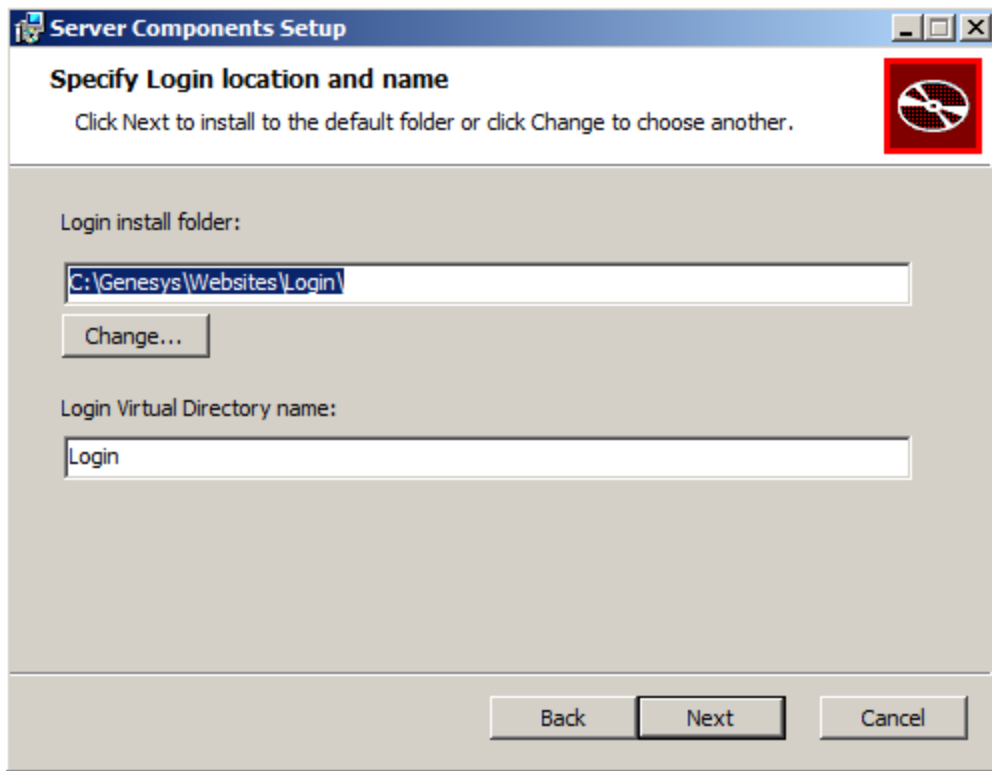 Server Components Setup
Specify Login location and name
Click Next to install to the default folder or click Change to choose another.
Login install folder:
C:\Genesys\Websites\Login\
Change...
Login Virtual Directory name:
Login
Back Next Cancel